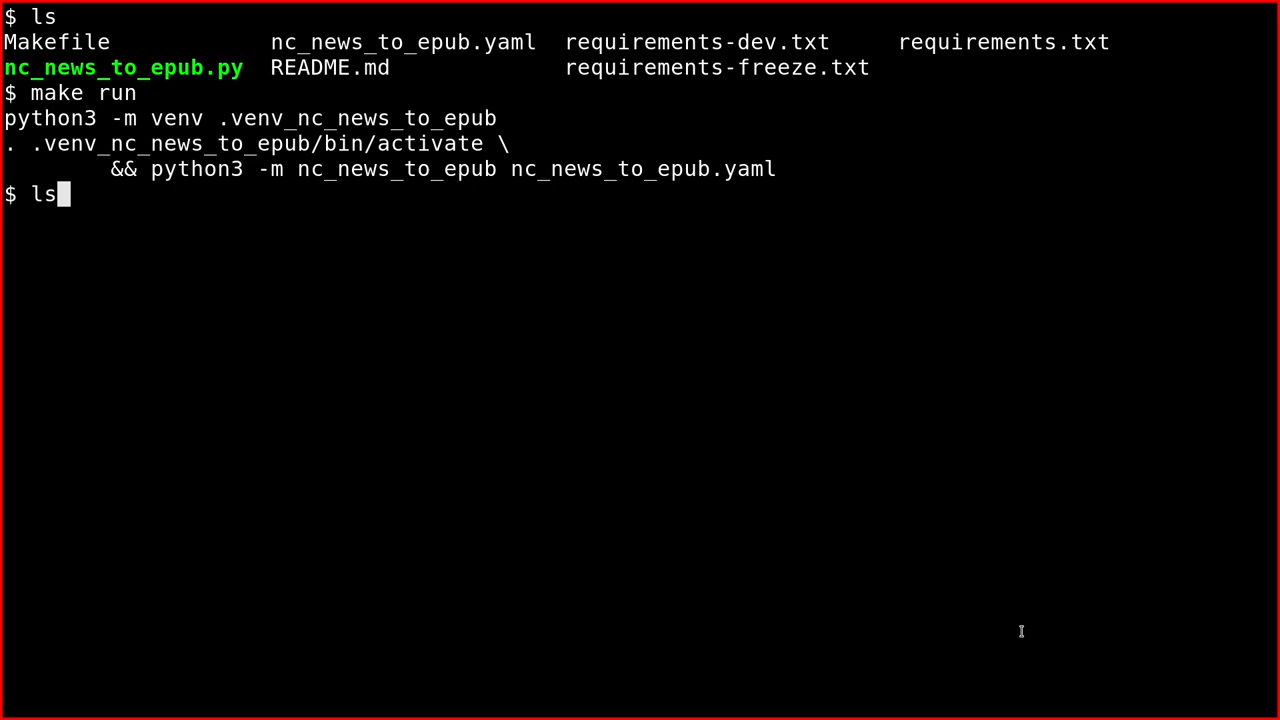 $ ls
Makefile            nc_news_to_epub.yaml  requirements-dev.txt     requirements.txt
nc_news_to_epub.py  README.md             requirements-freeze.txt
$ make run
python3 -m venv .venv_nc_news_to_epub
. .venv_nc_news_to_epub/bin/activate \
        && python3 -m nc_news_to_epub nc_news_to_epub.yaml
$ ls